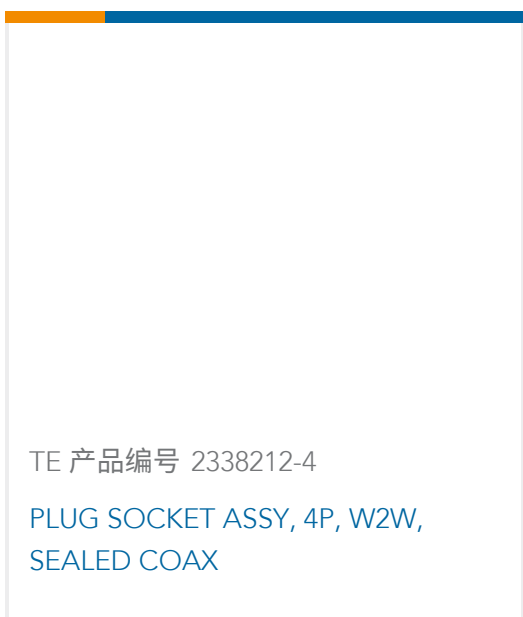 TE 产品编号 2338212-4
PLUG SOCKET ASSY, 4P, W2W,
SEALED COAX